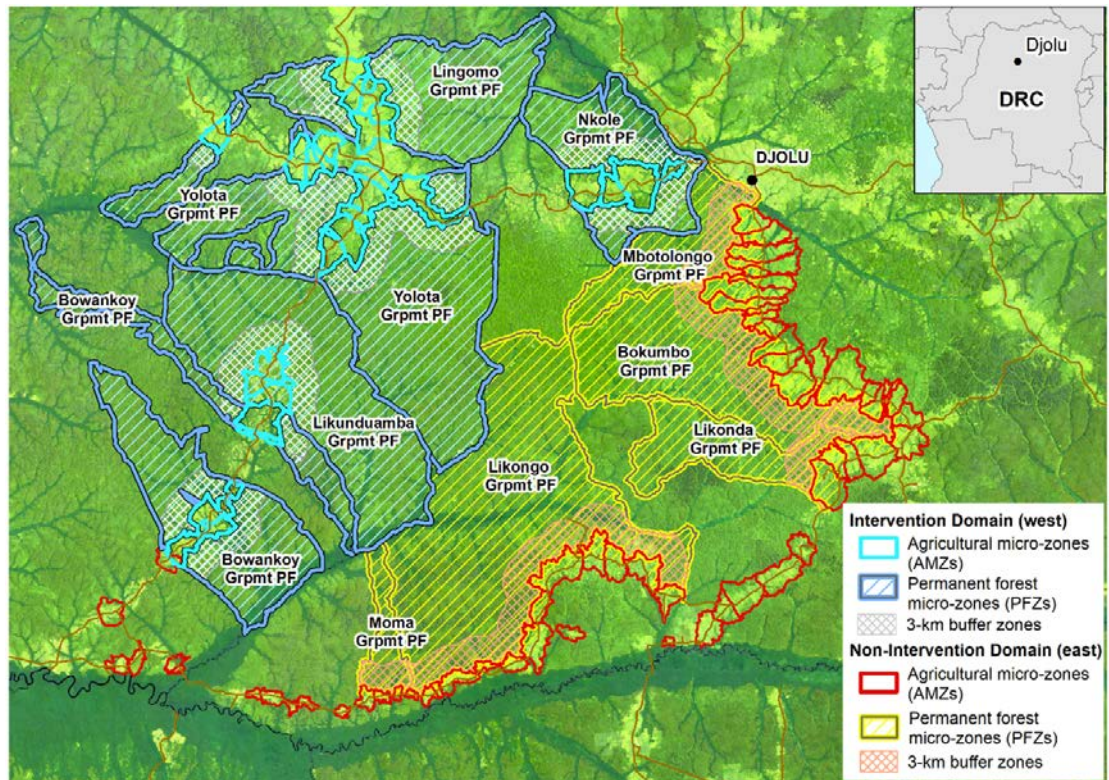 Lingomo
Grpmt PF
Nkole
Grpmt PF
DJOLU
Yolota
Grpmt PF
Mbotolongo
Grpmt PF
Bowankoy
Grpmt PF
Yolota
Grpmt PF
Bokumbo
Grpmt PF
Likunduamba
Grpmt PF
Likonda
Grpmt PF
Likongo
Grpmt PF
Bowankoy
Grpmt PF
Moma
Grpmt PF
Djolu
DRC
Intervention Domain (west)
Agricultural micro-zones
(AMZs)
Permanent forest
micro-zones (PFZs)
3-km buffer zones
Non-Intervention Domain (east)
Agricultural micro-zones
(AMZs)
Permanent forest
micro-zones (PFZs)
3-km buffer zones